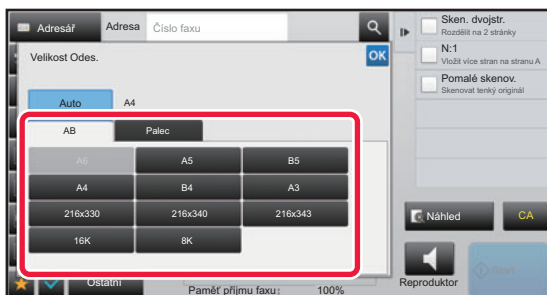 Adresář
Adresa
Číslo faxu
Velikost Odes.
OK
Auto
A4
AB
Palec
A6
A5
B5
A4
B4
A3
216x330
216x340
216x343
16K
8K
Ostatní
Paměť příjmu faxu:
100%
Sken. dvojstr.
Rozdělit na 2 stránky
N:1
Vložit více stran na stranu A
Pomalé skenov.
Skenovat tenký originál
Náhled
CA
Reproduktor
Start